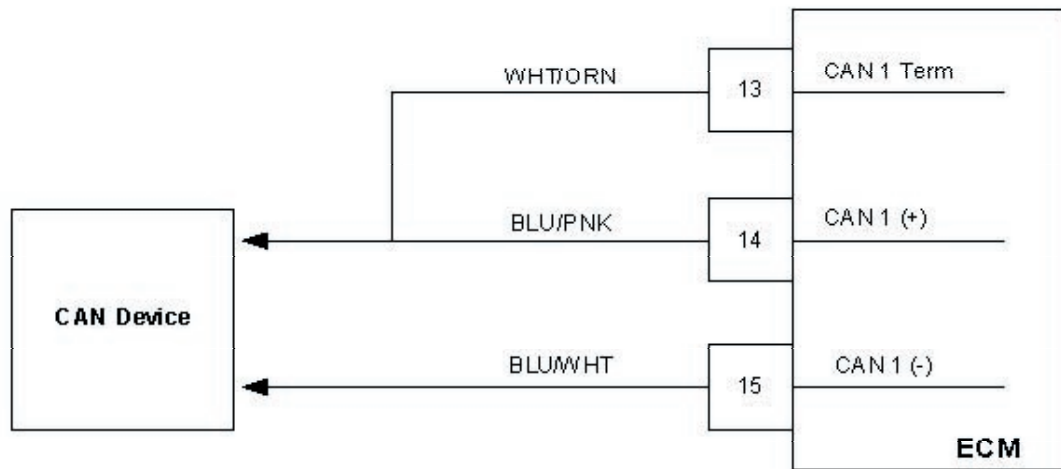 WHT/ORN
13
CAN 1 Term
BLU/PNK
14
CAN 1 (+)
CAN Device
BLU/WHT
15
CAN 1 (-)
ECM